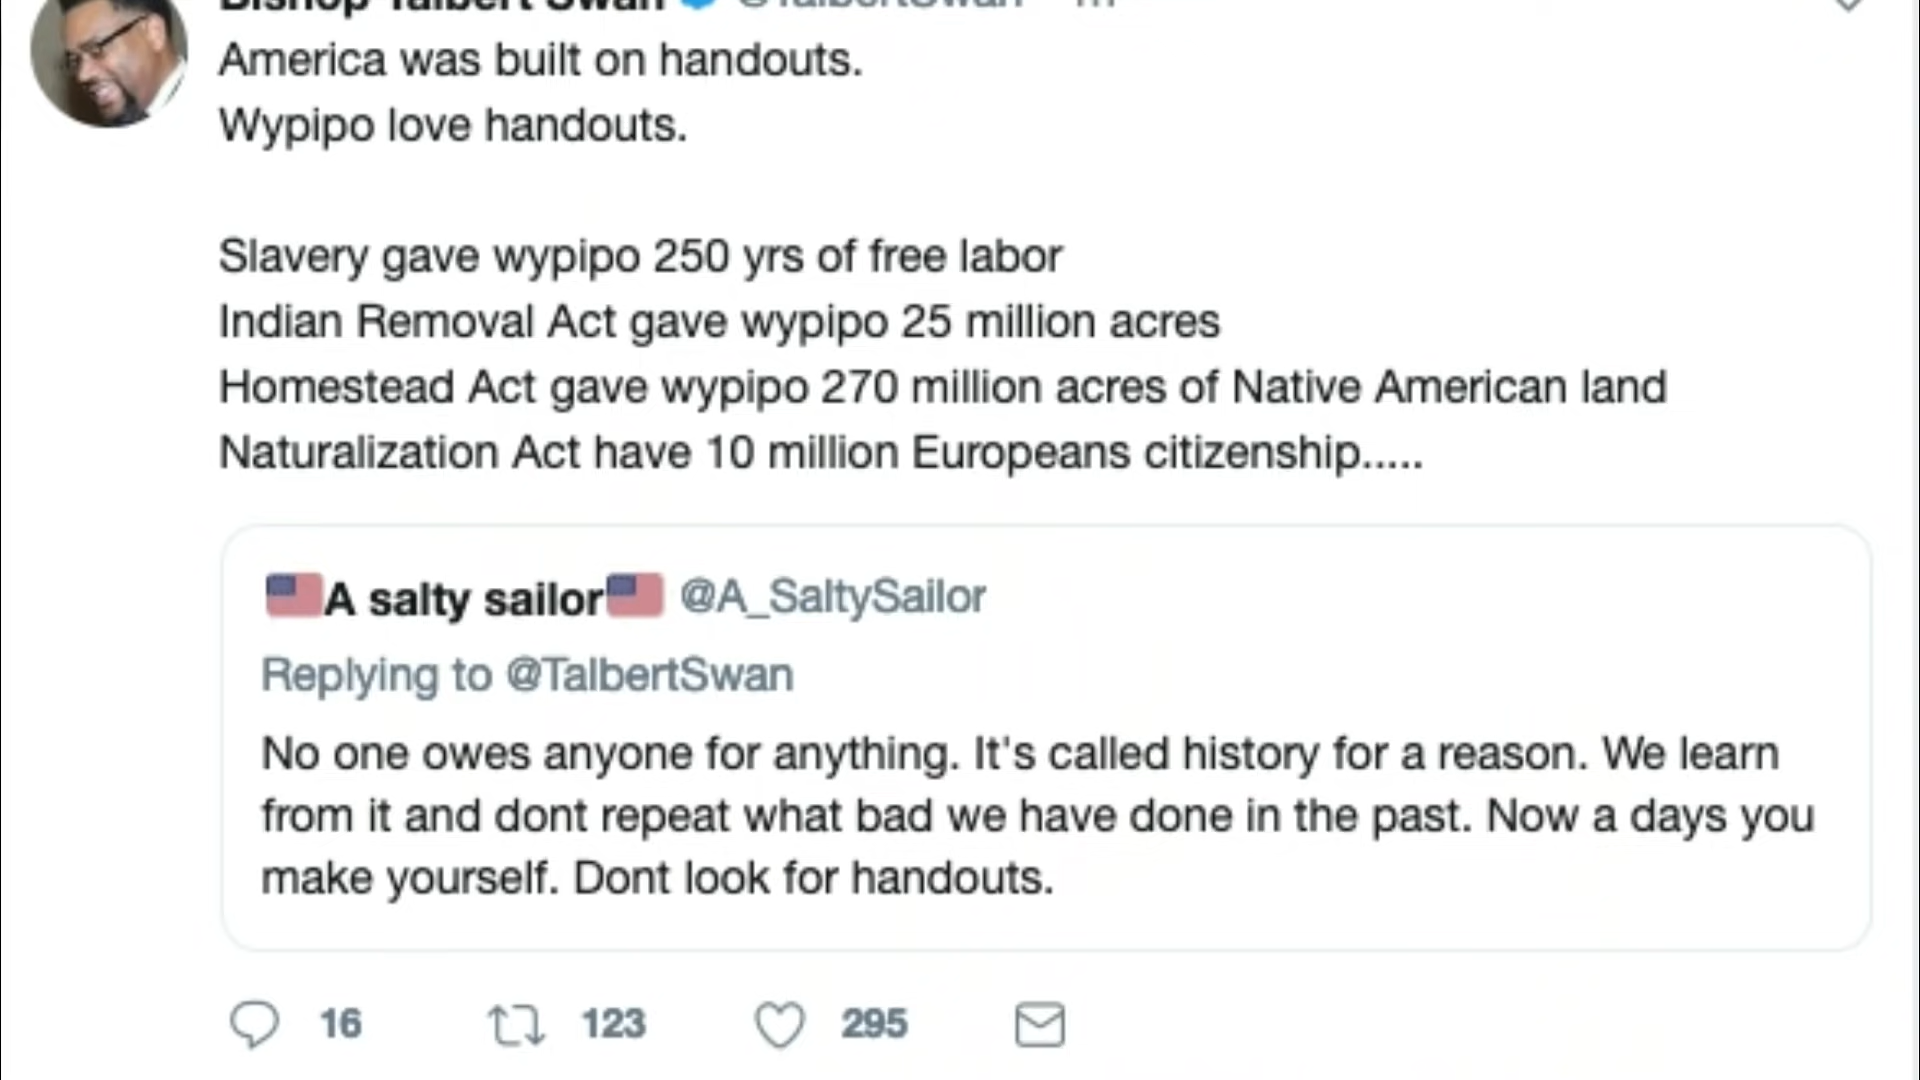 Bishop Talbert Swan @TalbertSwan
America was built on handouts.
Wypipo love handouts.
Slavery gave wypipo 250 yrs of free labor
Indian Removal Act gave wypipo 25 million acres
Homestead Act gave wypipo 270 million acres of Native American land
Naturalization Act have 10 million Europeans citizenship.....
A salty sailor @A_SaltySailor
Replying to @TalbertSwan
No one owes anyone for anything. It's called history for a reason. We learn
from it and dont repeat what bad we have done in the past. Now a days you
make yourself. Dont look for handouts.
16 123 295